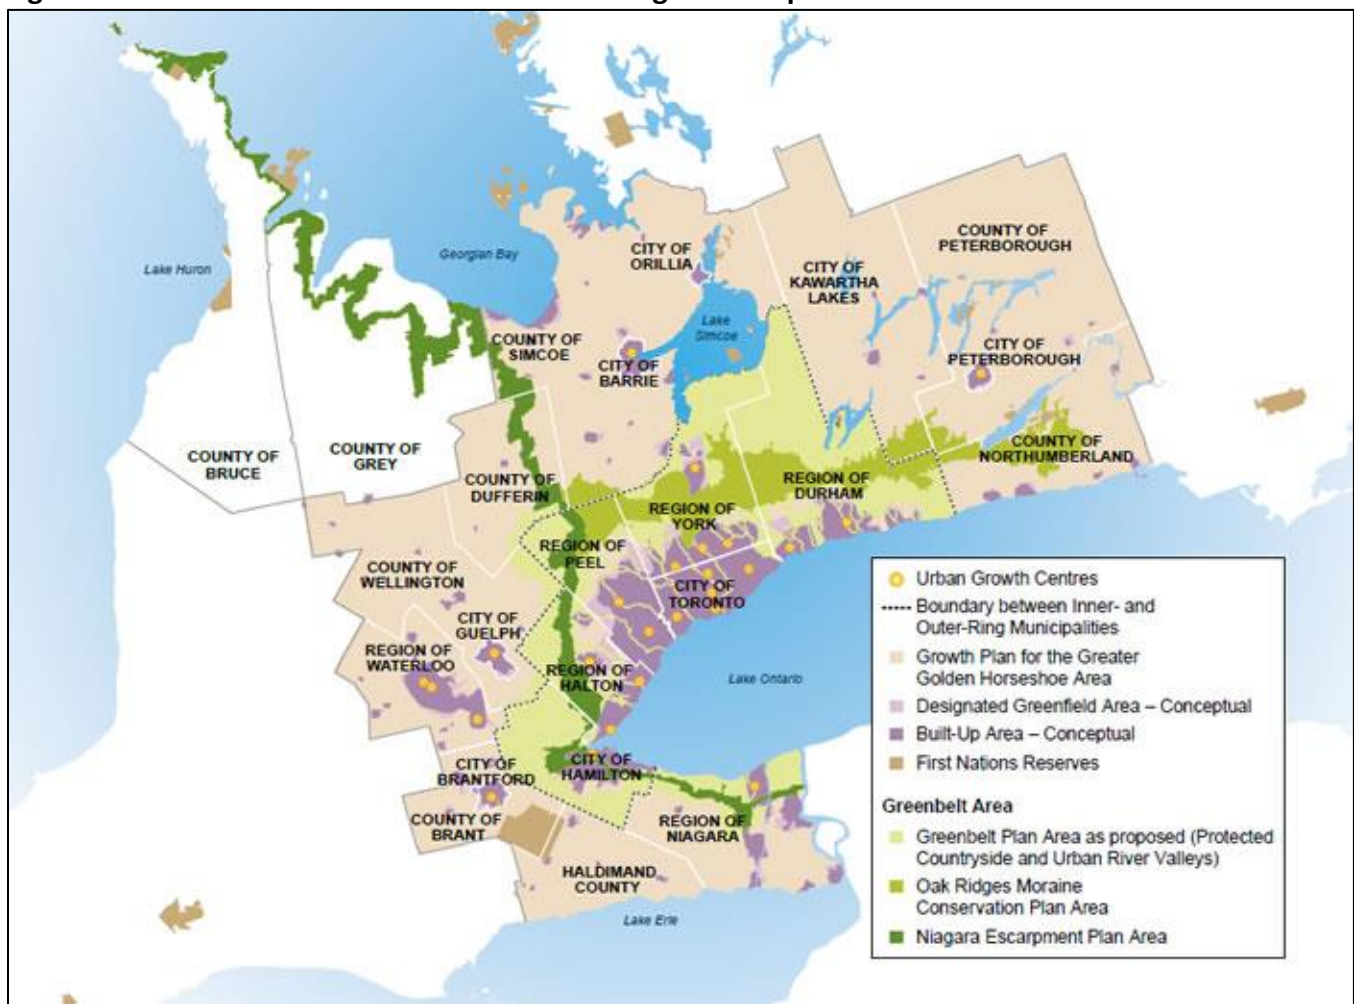 Lake Huron
Georgian Bay
CITY OF
ORILLIA
COUNTY OF
PETERBOROUGH
CITY OF
KAWARTHA
LAKES
Lake
Simcoe
COUNTY OF
SIMCOE
CITY OF
BARRIE
CITY OF
PETERBOROUGH
COUNTY OF
BRUCE
COUNTY OF
GREY
COUNTY OF
NORTHUMBERLAND
COUNTY OF
DUFFERIN
REGION OF
DURHAM
REGION OF
YORK
REGION OF
PEEL
COUNTY OF
WELLINGTON
CITY OF
TORONTO
CITY OF
GUELPH
REGION OF
WATERLOO
REGION OF
HALTON
Lake Ontario
CITY OF
BRANTFORD
CITY OF
HAMILTON
COUNTY OF
BRANT
REGION OF
NIAGARA
HALDIMAND
COUNTY
Lake Erie
Urban Growth Centres
Boundary between Inner- and
Outer-Ring Municipalities
Growth Plan for the Greater
Golden Horseshoe Area
Designated Greenfield Area – Conceptual
Built-Up Area – Conceptual
First Nations Reserves
Greenbelt Area
Greenbelt Plan Area as proposed (Protected
Countryside and Urban River Valleys)
Oak Ridges Moraine
Conservation Plan Area
Niagara Escarpment Plan Area